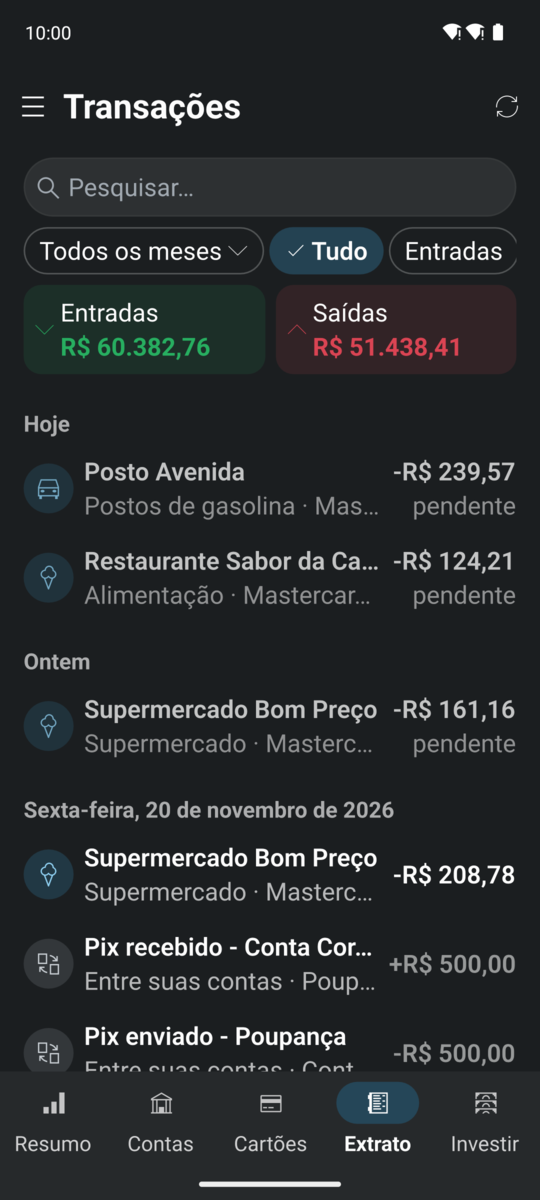 10:00
Transações
Pesquisar...
Todos os meses
Tudo
Entradas
Entradas
R$ 60.382,76
Saídas
R$ 51.438,41
Hoje
Posto Avenida
-R$ 239,57
Postos de gasolina · Mas...
pendente
Restaurante Sabor da Ca...
-R$ 124,21
Alimentação · Mastercar...
pendente
Ontem
Supermercado Bom Preço
-R$ 161,16
Supermercado · Masterc...
pendente
Sexta-feira, 20 de novembro de 2026
Supermercado Bom Preço
-R$ 208,78
Supermercado · Masterc...
Pix recebido - Conta Cor...
+R$ 500,00
Entre suas contas · Poup...
Pix enviado - Poupança
-R$ 500,00
Entre suas contas · Cont...
Resumo
Contas
Cartões
Extrato
Investir